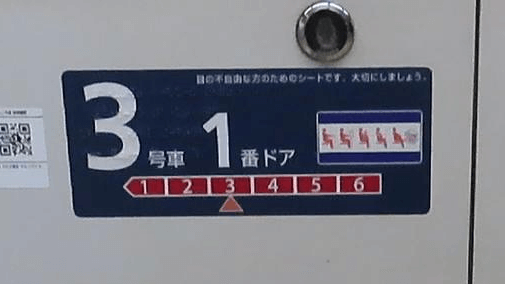 目の不自由な方のためのシートです。大切にしましょう。
3号車 1番ドア
1 2 3 4 5 6